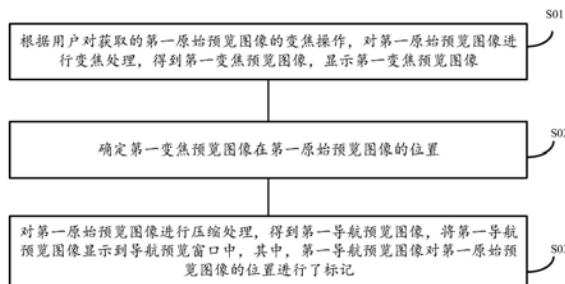 S01
根据用户对获取的第一原始预览图像的变焦操作，对第一原始预览图像进
行变焦处理，得到第一变焦预览图像，显示第一变焦预览图像
S02
确定第一变焦预览图像在第一原始预览图像的位置
对第一原始预览图像进行压缩处理，得到第一导航预览图像，将第一导航
预览图像显示到导航预览窗口中，其中，第一导航预览图像对第一原始预
览图像的位置进行了标记
S03